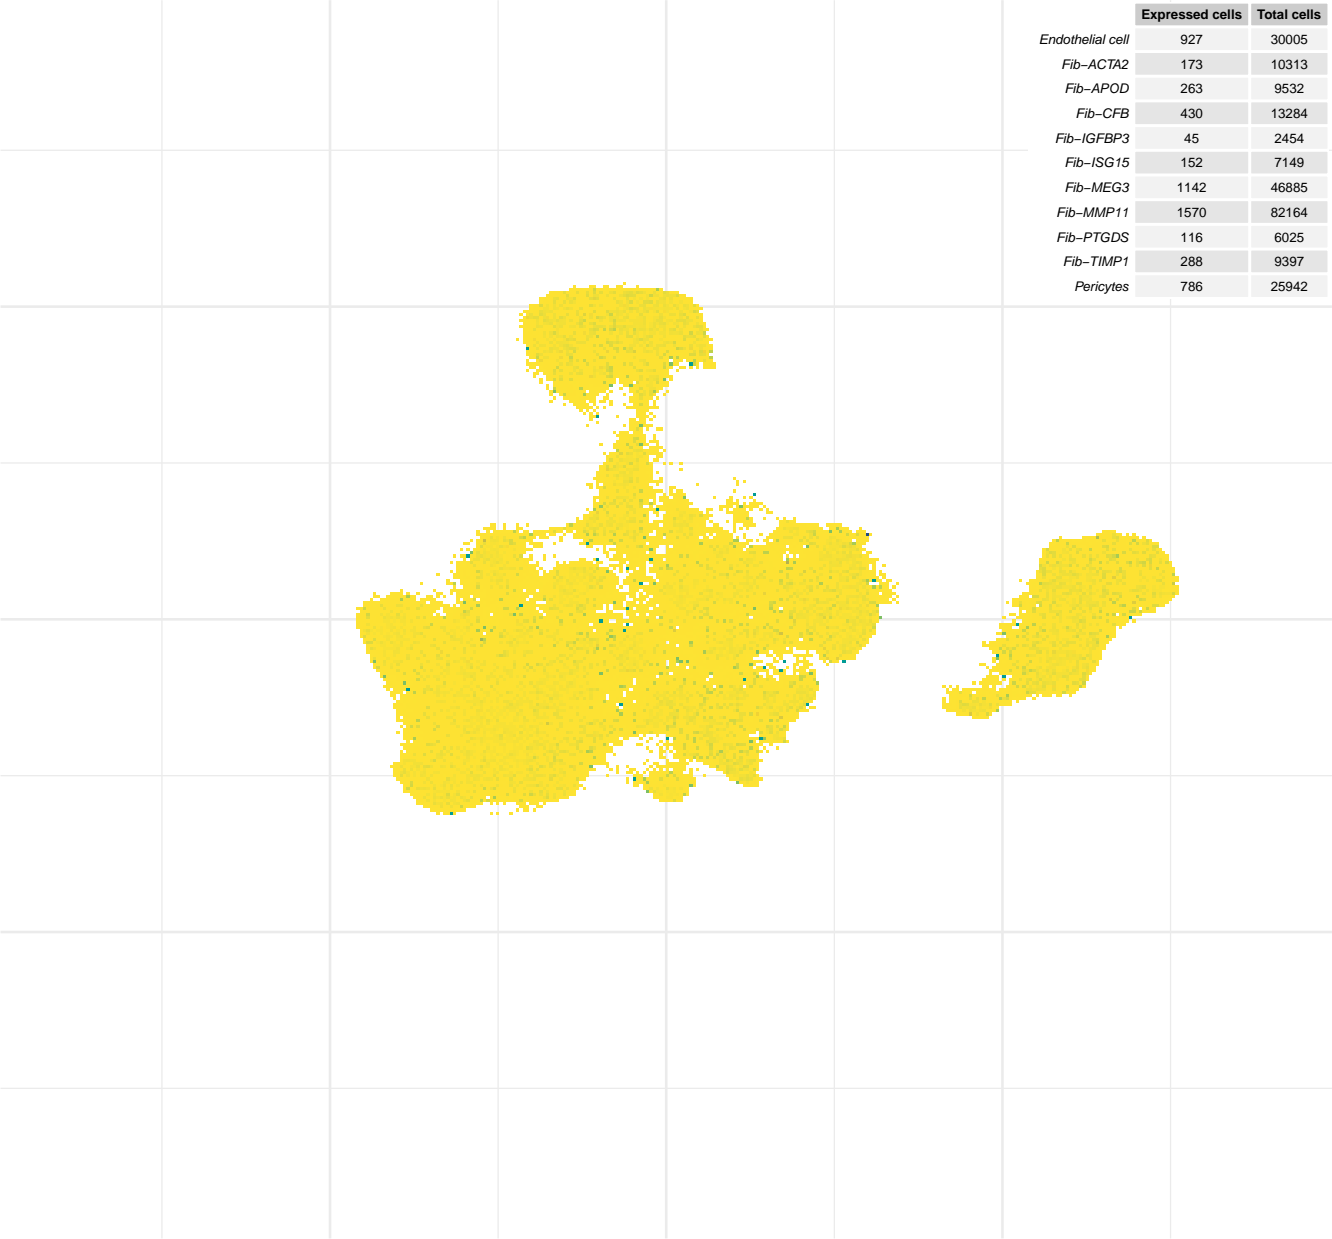 Expressed cells Total cells
Endothelial cell 927 30005
Fib−ACTA2 173 10313
Fib−APOD 263 9532
Fib−CFB 430 13284
Fib−IGFBP3 45 2454
Fib−ISG15 152 7149
Fib−MEG3 1142 46885
Fib−MMP11 1570 82164
Fib−PTGDS 116 6025
Fib−TIMP1 288 9397
Pericytes 786 25942